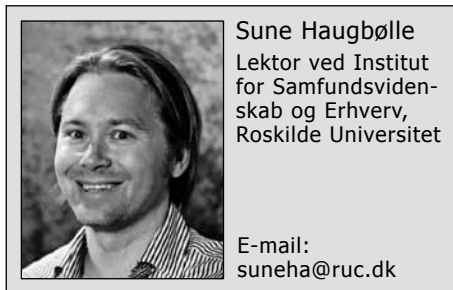 Sune Haugbølle
Lektor ved Institut
for Samfundsviden-
skab og Erhverv,
Roskilde Universitet
E-mail:
suneha@ruc.dk